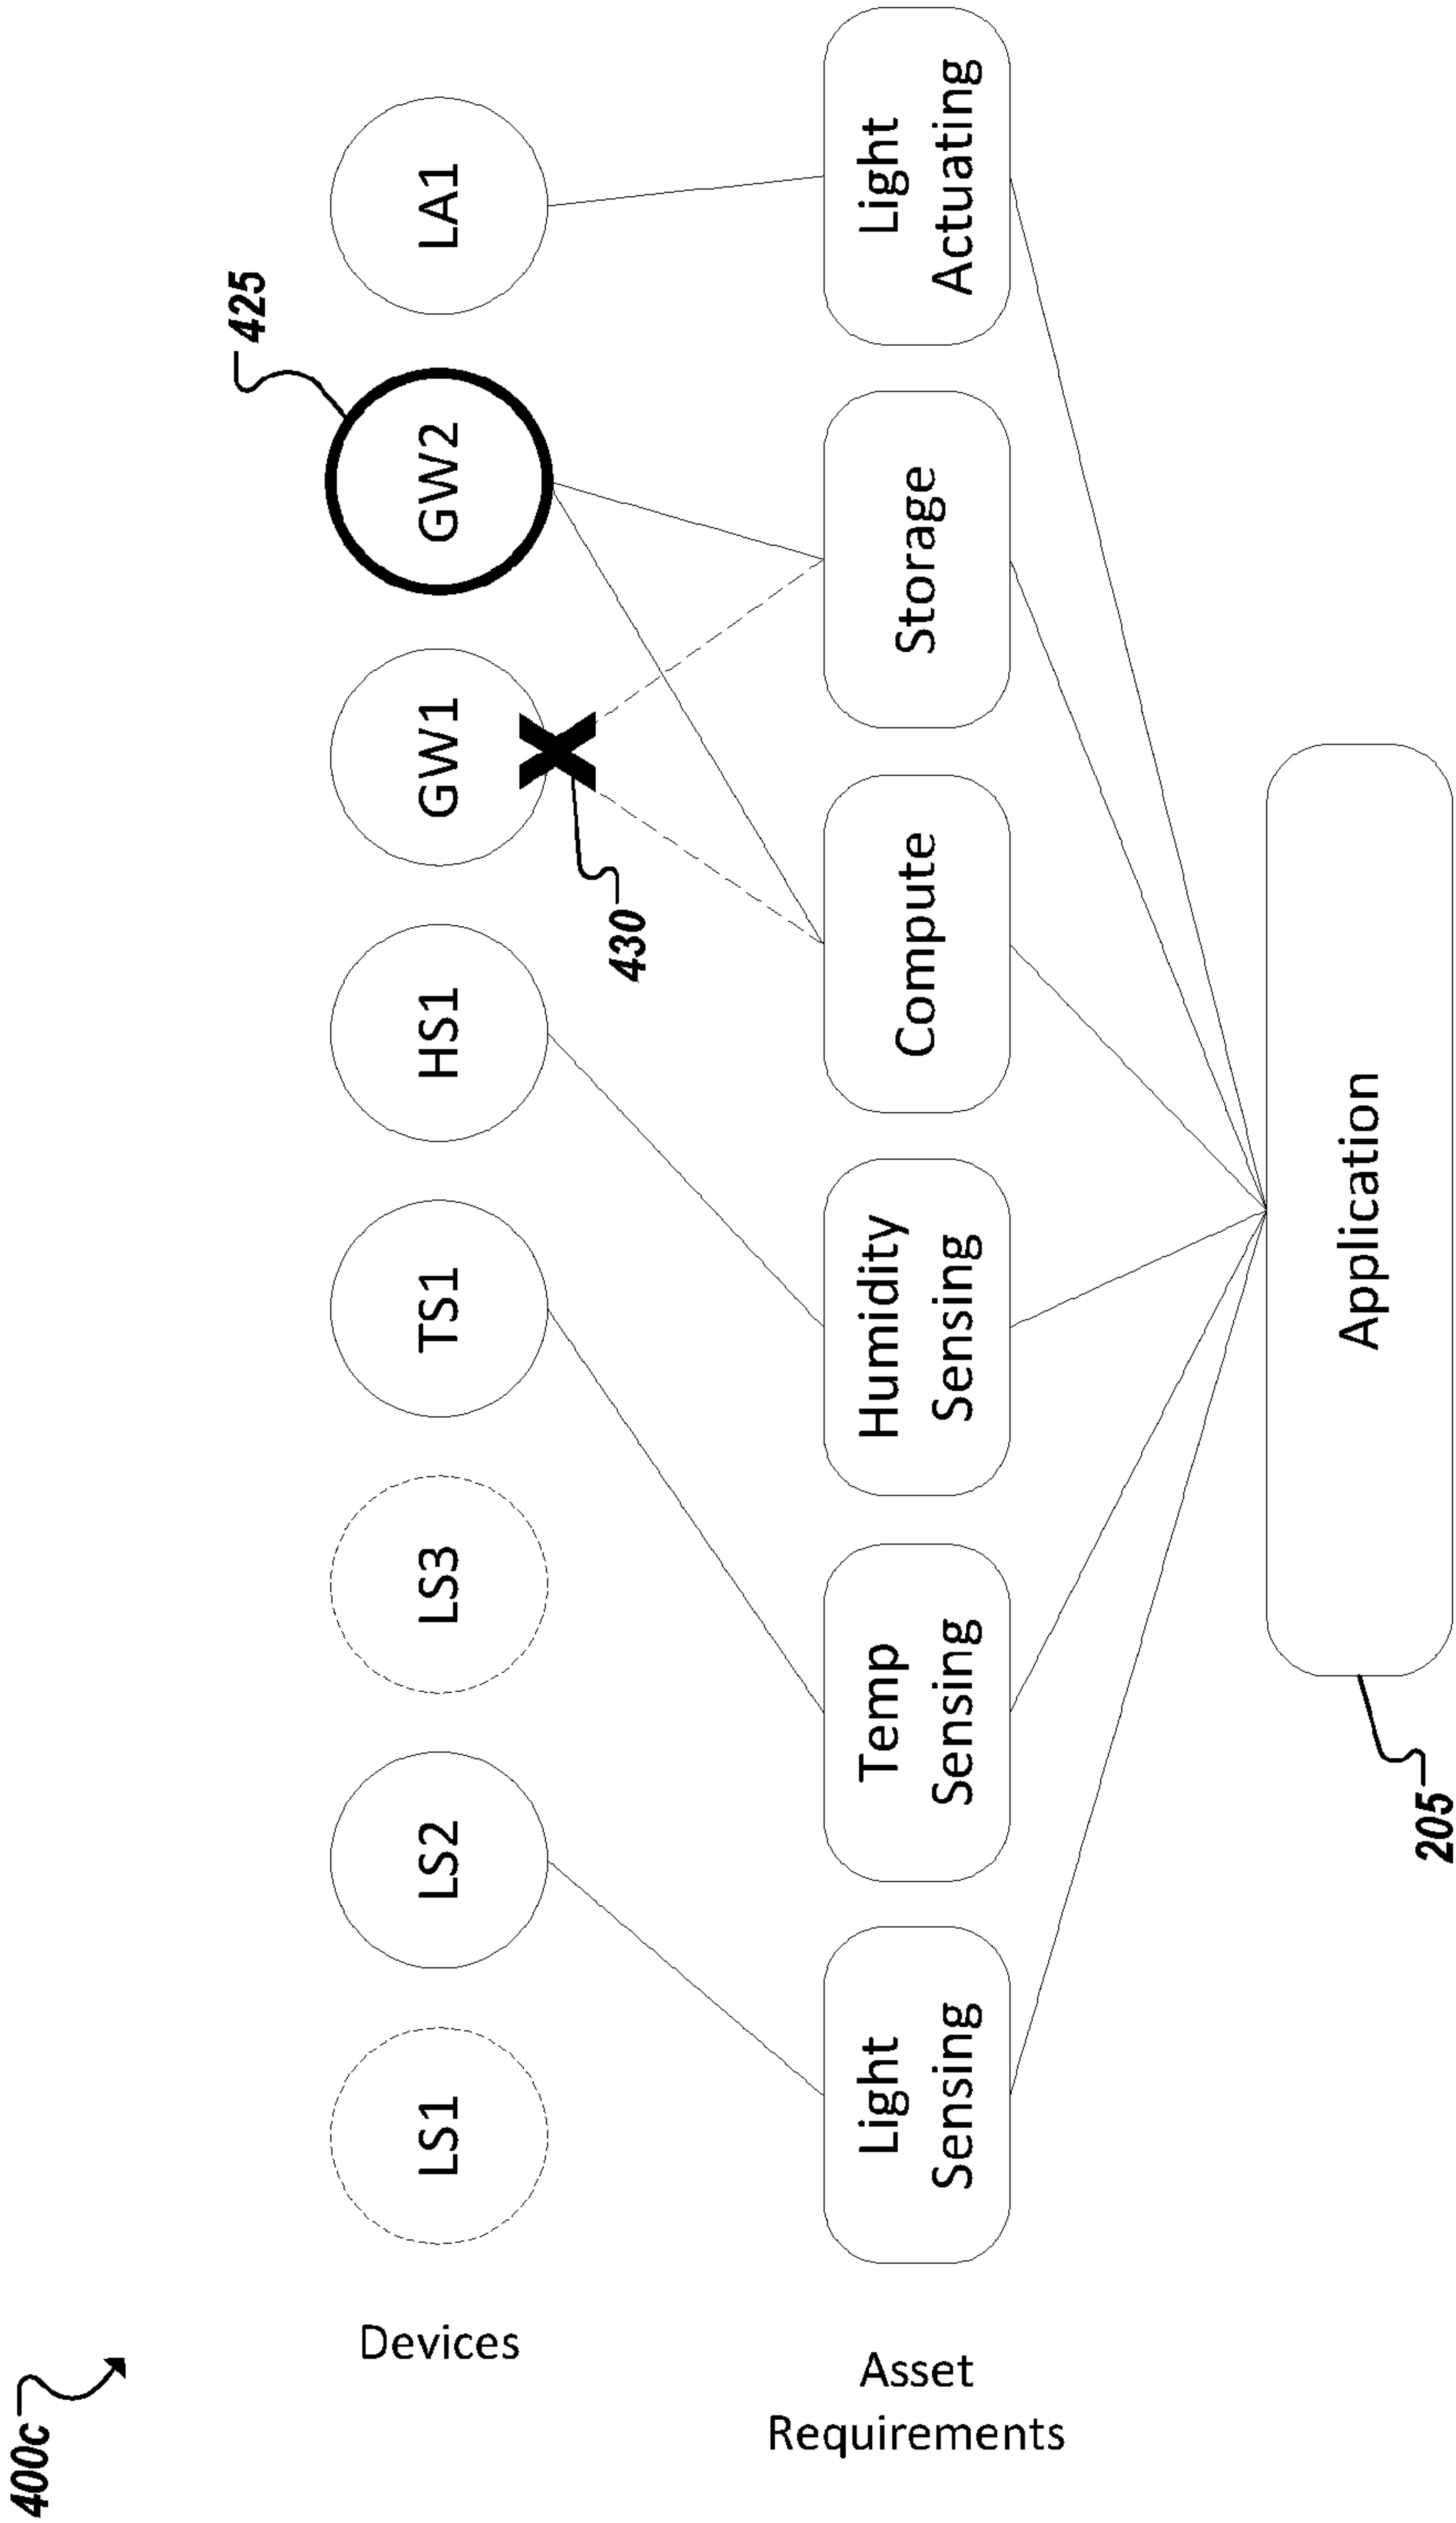 400c
425
Devices
LS1
LS2
LS3
TS1
HS1
GW1
GW2
LA1
430
Asset
Requirements
Light
Sensing
Temp
Sensing
Humidity
Sensing
Compute
Storage
Light
Actuating
Application
205